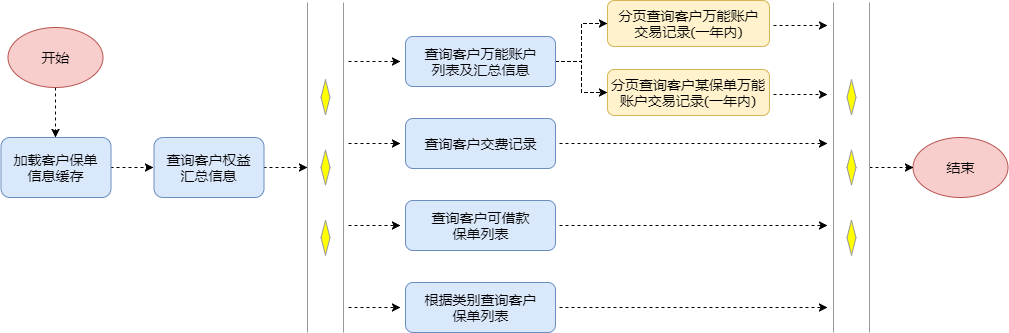 开始
加载客户保单
信息缓存
查询客户权益
汇总信息
查询客户万能账户
列表及汇总信息
分页查询客户万能账户
交易记录(一年内)
分页查询客户某保单万能
账户交易记录(一年内)
查询客户交费记录
查询客户可借款
保单列表
根据类别查询客户
保单列表
结束